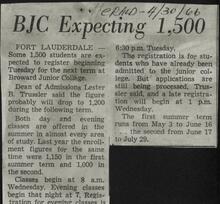 HERALD - 4/30/66
BJC Expecting 1,500
FORT LAUDERDALE —
Some 1,500 students are ex-
pected to register beginning
Tuesday for the next term at
Broward Junior College.
Dean of Admissions Lester
B. Trussler said the figure
probably will drop to 1,200
during the following term.
Both day and evening
classes are offered in the
summer in almost every area
of study. Last year the enroll-
ment figures for the same
time were 1,150 in the first
summer term and 1,000 in
the second.
Classes begin at 8 a.m.
Wednesday. Evening classes
begin that night at 7. Regis-
tration for evening classes is
6:30 p.m. Tuesday.
The registration is for stu-
dents who have already been
admitted to the junior col-
lege. But applications are
still being processed, Trus-
sler said, and a late registra-
tion will begin at 1 p.m.
Wednesday.
The first summer term
runs from May 3 to June 16
... the second from June 17
to July 29.